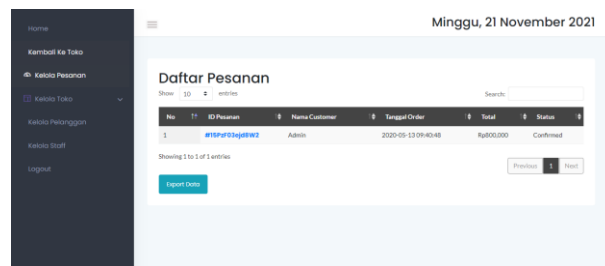 Home
Minggu, 21 November 2021
Kembali Ke Toko
Kelola Pesanan
Kelola Toko
Kelola Pelanggan
Kelola Staff
Logout
Daftar Pesanan
Show 10 entries
Search:
No ID Pesanan Nama Customer Tanggal Order Total Status
1 #15PzF03ejd8W2 Admin 2020-05-13 09:40:48 Rp800,000 Confirmed
Showing 1 to 1 of 1 entries
Previous 1 Next
Export Data